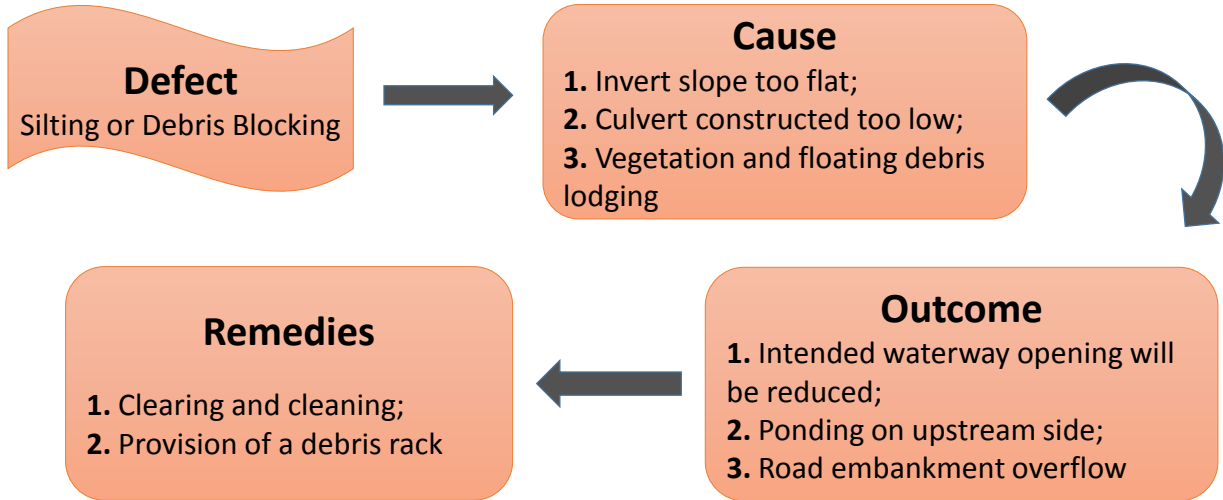 Defect
Silting or Debris Blocking
Cause
1. Invert slope too flat;
2. Culvert constructed too low;
3. Vegetation and floating debris
lodging
Outcome
1. Intended waterway opening will
be reduced;
2. Ponding on upstream side;
3. Road embankment overflow
Remedies
1. Clearing and cleaning;
2. Provision of a debris rack